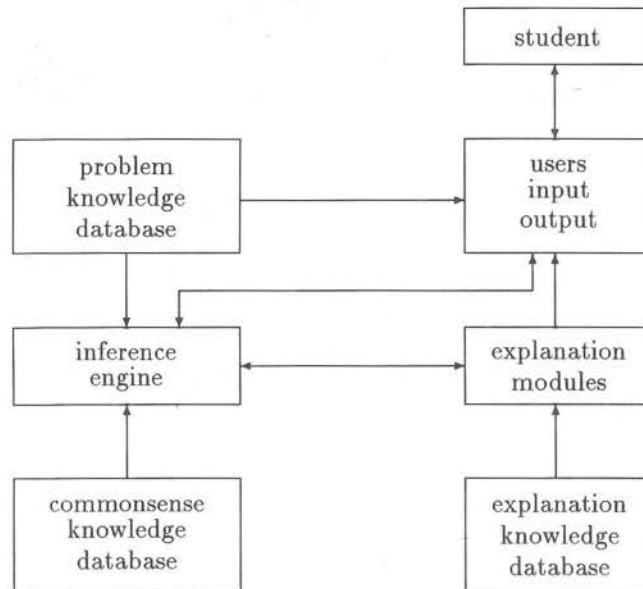 student
problem
knowledge
database
users
input
output
inference
engine
explanation
modules
commonsense
knowledge
database
explanation
knowledge
database